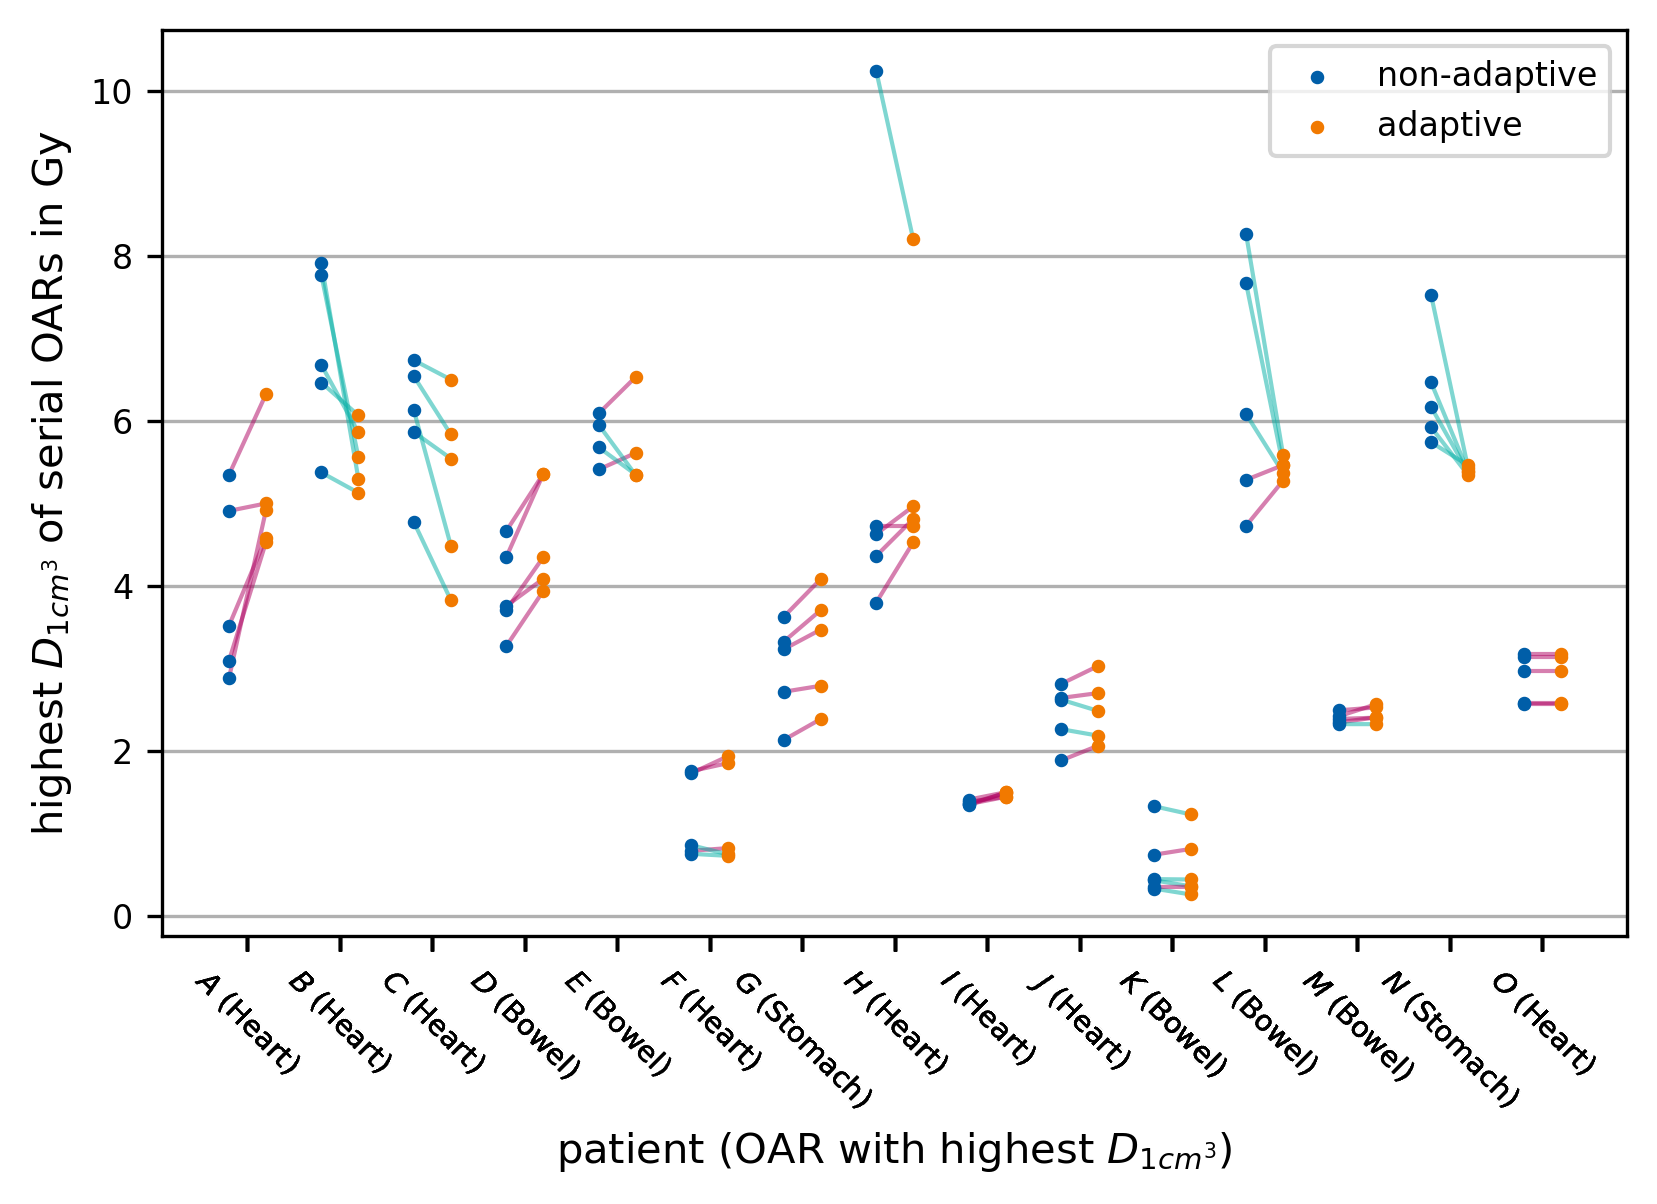 highest D₁cm³ of serial OARs in Gy
10
8
6
4
2
0
non-adaptive
adaptive
A (Heart)
B (Heart)
C (Heart)
D (Bowel)
E (Bowel)
F (Heart)
G (Stomach)
H (Heart)
I (Heart)
J (Heart)
K (Bowel)
L (Bowel)
M (Bowel)
N (Stomach)
O (Heart)
patient (OAR with highest D₁cm³)